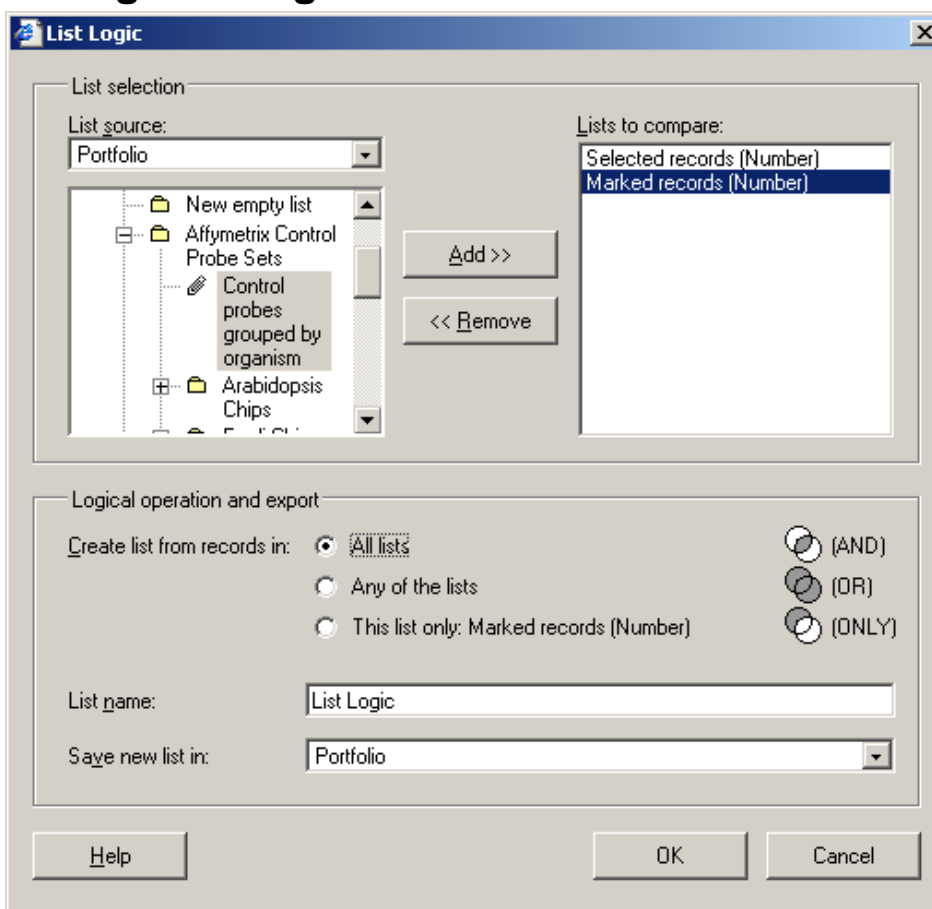 List Logic
List selection
List source:
Portfolio
New empty list
Affymetrix Control
Probe Sets
Control
probes
grouped by
organism
Arabidopsis
Chips
Add >>
<< Remove
Lists to compare:
Selected records (Number)
Marked records (Number)
Logical operation and export
Create list from records in:
All lists
(AND)
Any of the lists
(OR)
This list only: Marked records (Number)
(ONLY)
List name:
List Logic
Save new list in:
Portfolio
Help
OK
Cancel